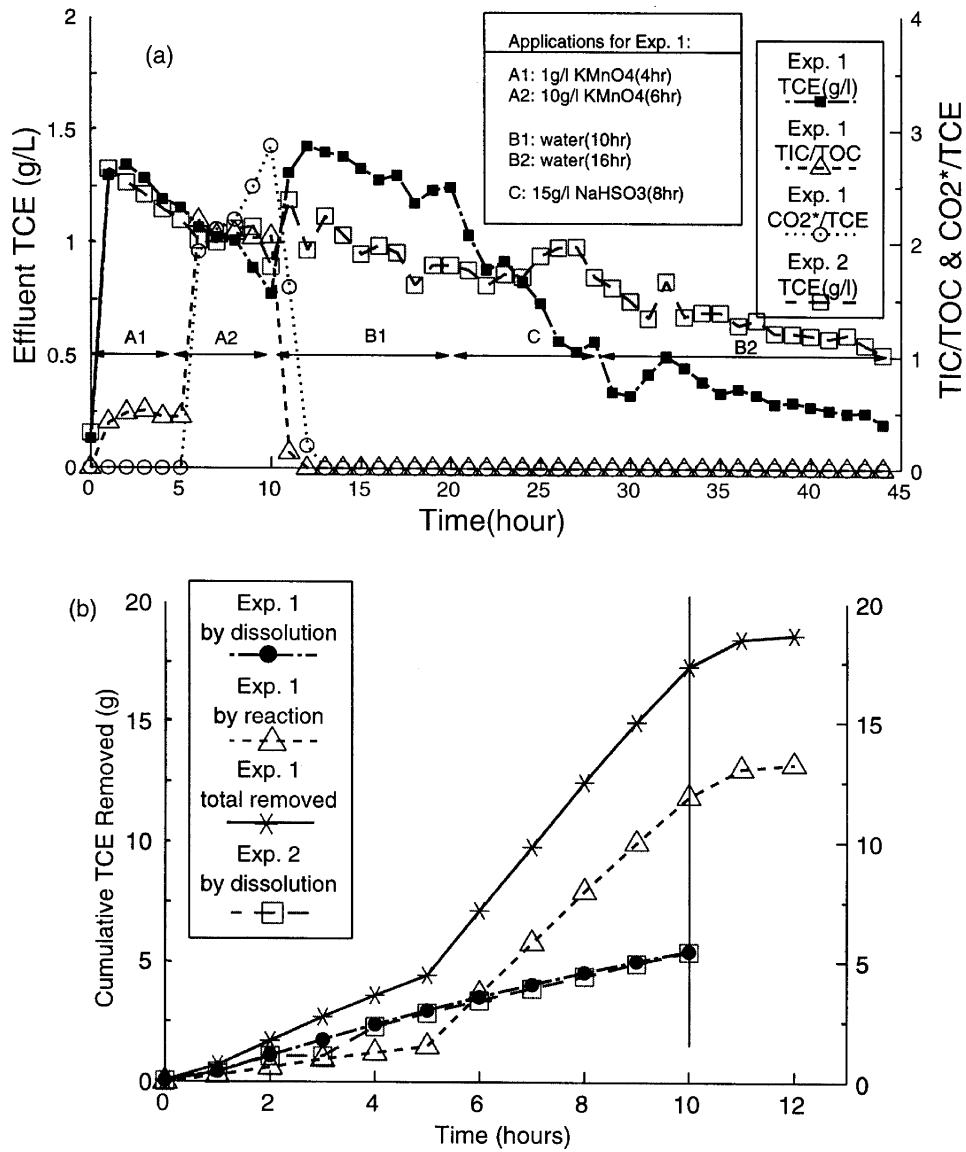 (a)
2
1.5
1
0.5
0
Effluent TCE (g/L)
Applications for Exp. 1:
A1: 1g/l KMnO4(4hr)
A2: 10g/l KMnO4(6hr)
B1: water(10hr)
B2: water(16hr)
C: 15g/l NaHSO3(8hr)
Exp. 1
TCE(g/l)
Exp. 1
TIC/TOC
Exp. 1
CO2*/TCE
Exp. 2
TCE(g/l)
4
3
2
1
0
TIC/TOC & CO2*/TCE
A1 A2 B1 C B2
0 5 10 15 20 25 30 35 40 45
Time(hour)
(b)
20
15
10
5
0
Cumulative TCE Removed (g)
Exp. 1
by dissolution
Exp. 1
by reaction
Exp. 1
total removed
Exp. 2
by dissolution
20
15
10
5
0
0 2 4 6 8 10 12
Time (hours)